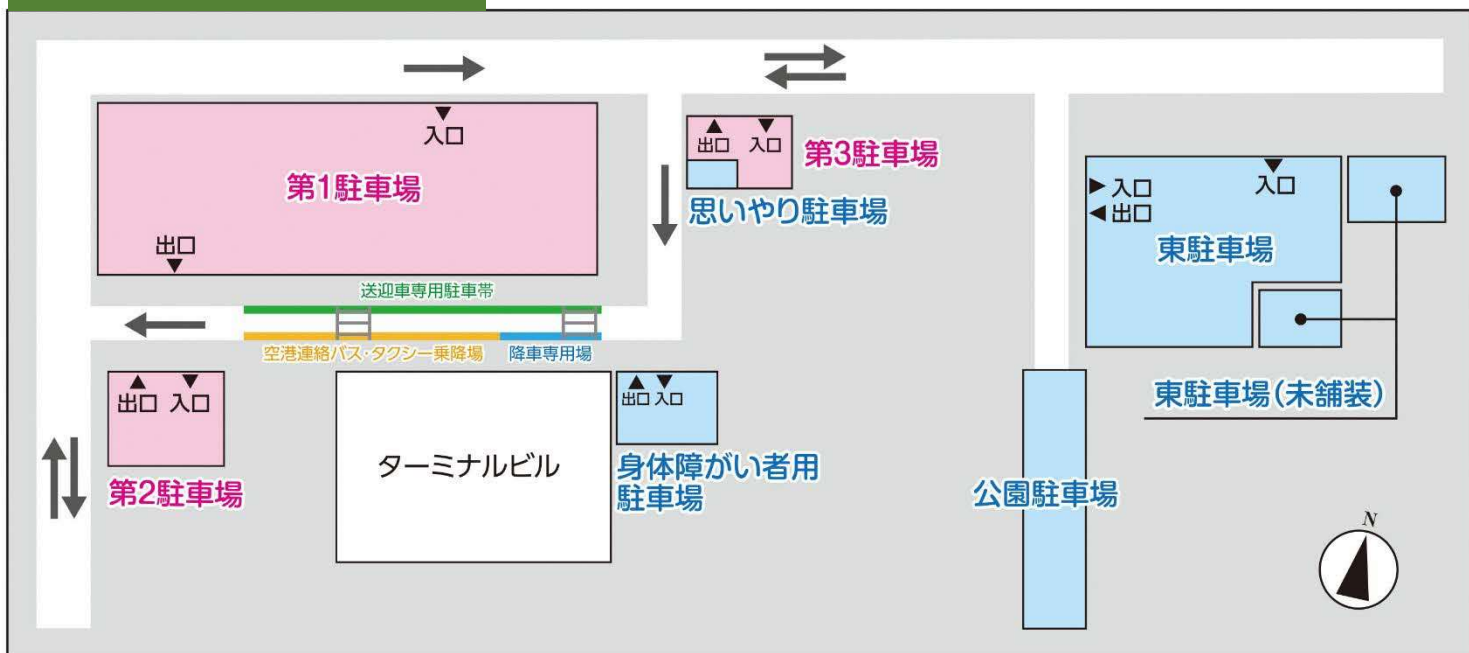 入口
第1駐車場
出口
送迎車専用駐車帯
空港連絡バス・タクシー乗降場
降車専用場
出口 入口
第3駐車場
思いやり駐車場
入口
入口
出口
東駐車場
東駐車場(未舗装)
出口 入口
第2駐車場
ターミナルビル
出口 入口
身体障がい者用
駐車場
公園駐車場
N